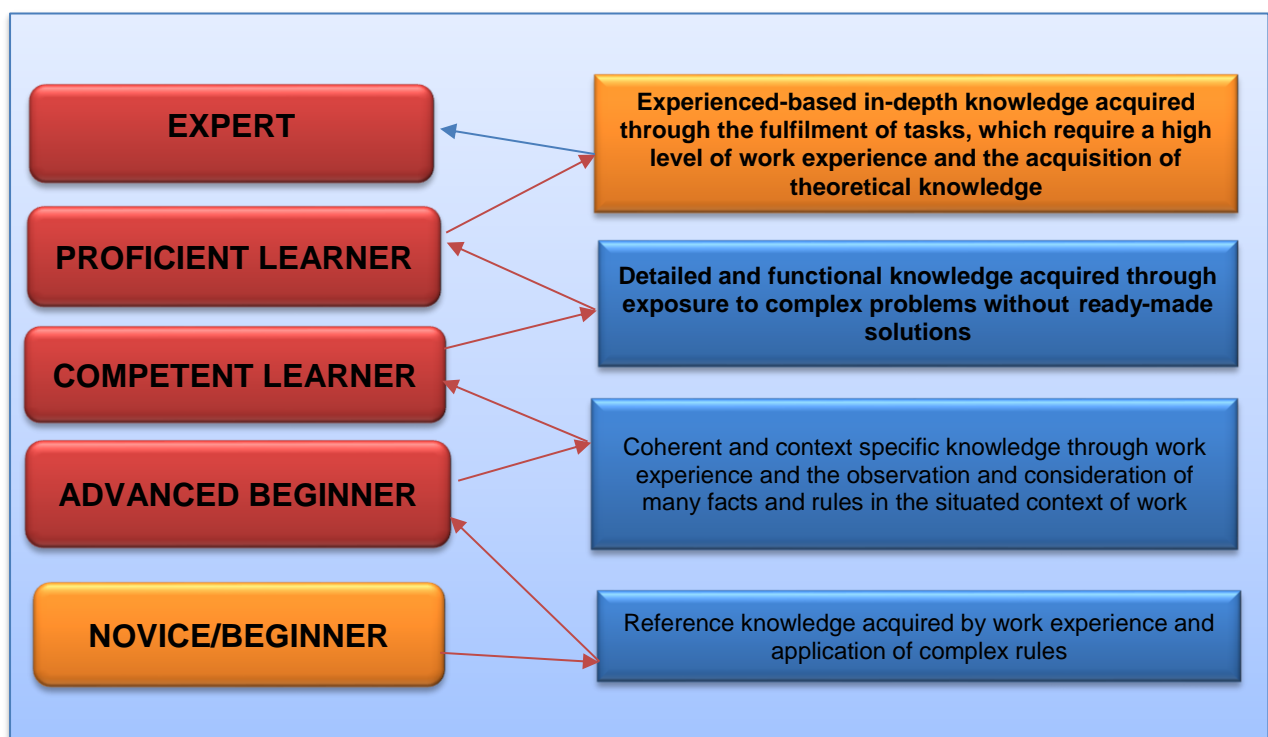 EXPERT
Experienced-based in-depth knowledge acquired
through the fulfilment of tasks, which require a high
level of work experience and the acquisition of
theoretical knowledge
PROFICIENT LEARNER
Detailed and functional knowledge acquired through
exposure to complex problems without ready-made
solutions
COMPETENT LEARNER
Coherent and context specific knowledge through work
experience and the observation and consideration of
many facts and rules in the situated context of work
ADVANCED BEGINNER
NOVICE/BEGINNER
Reference knowledge acquired by work experience and
application of complex rules